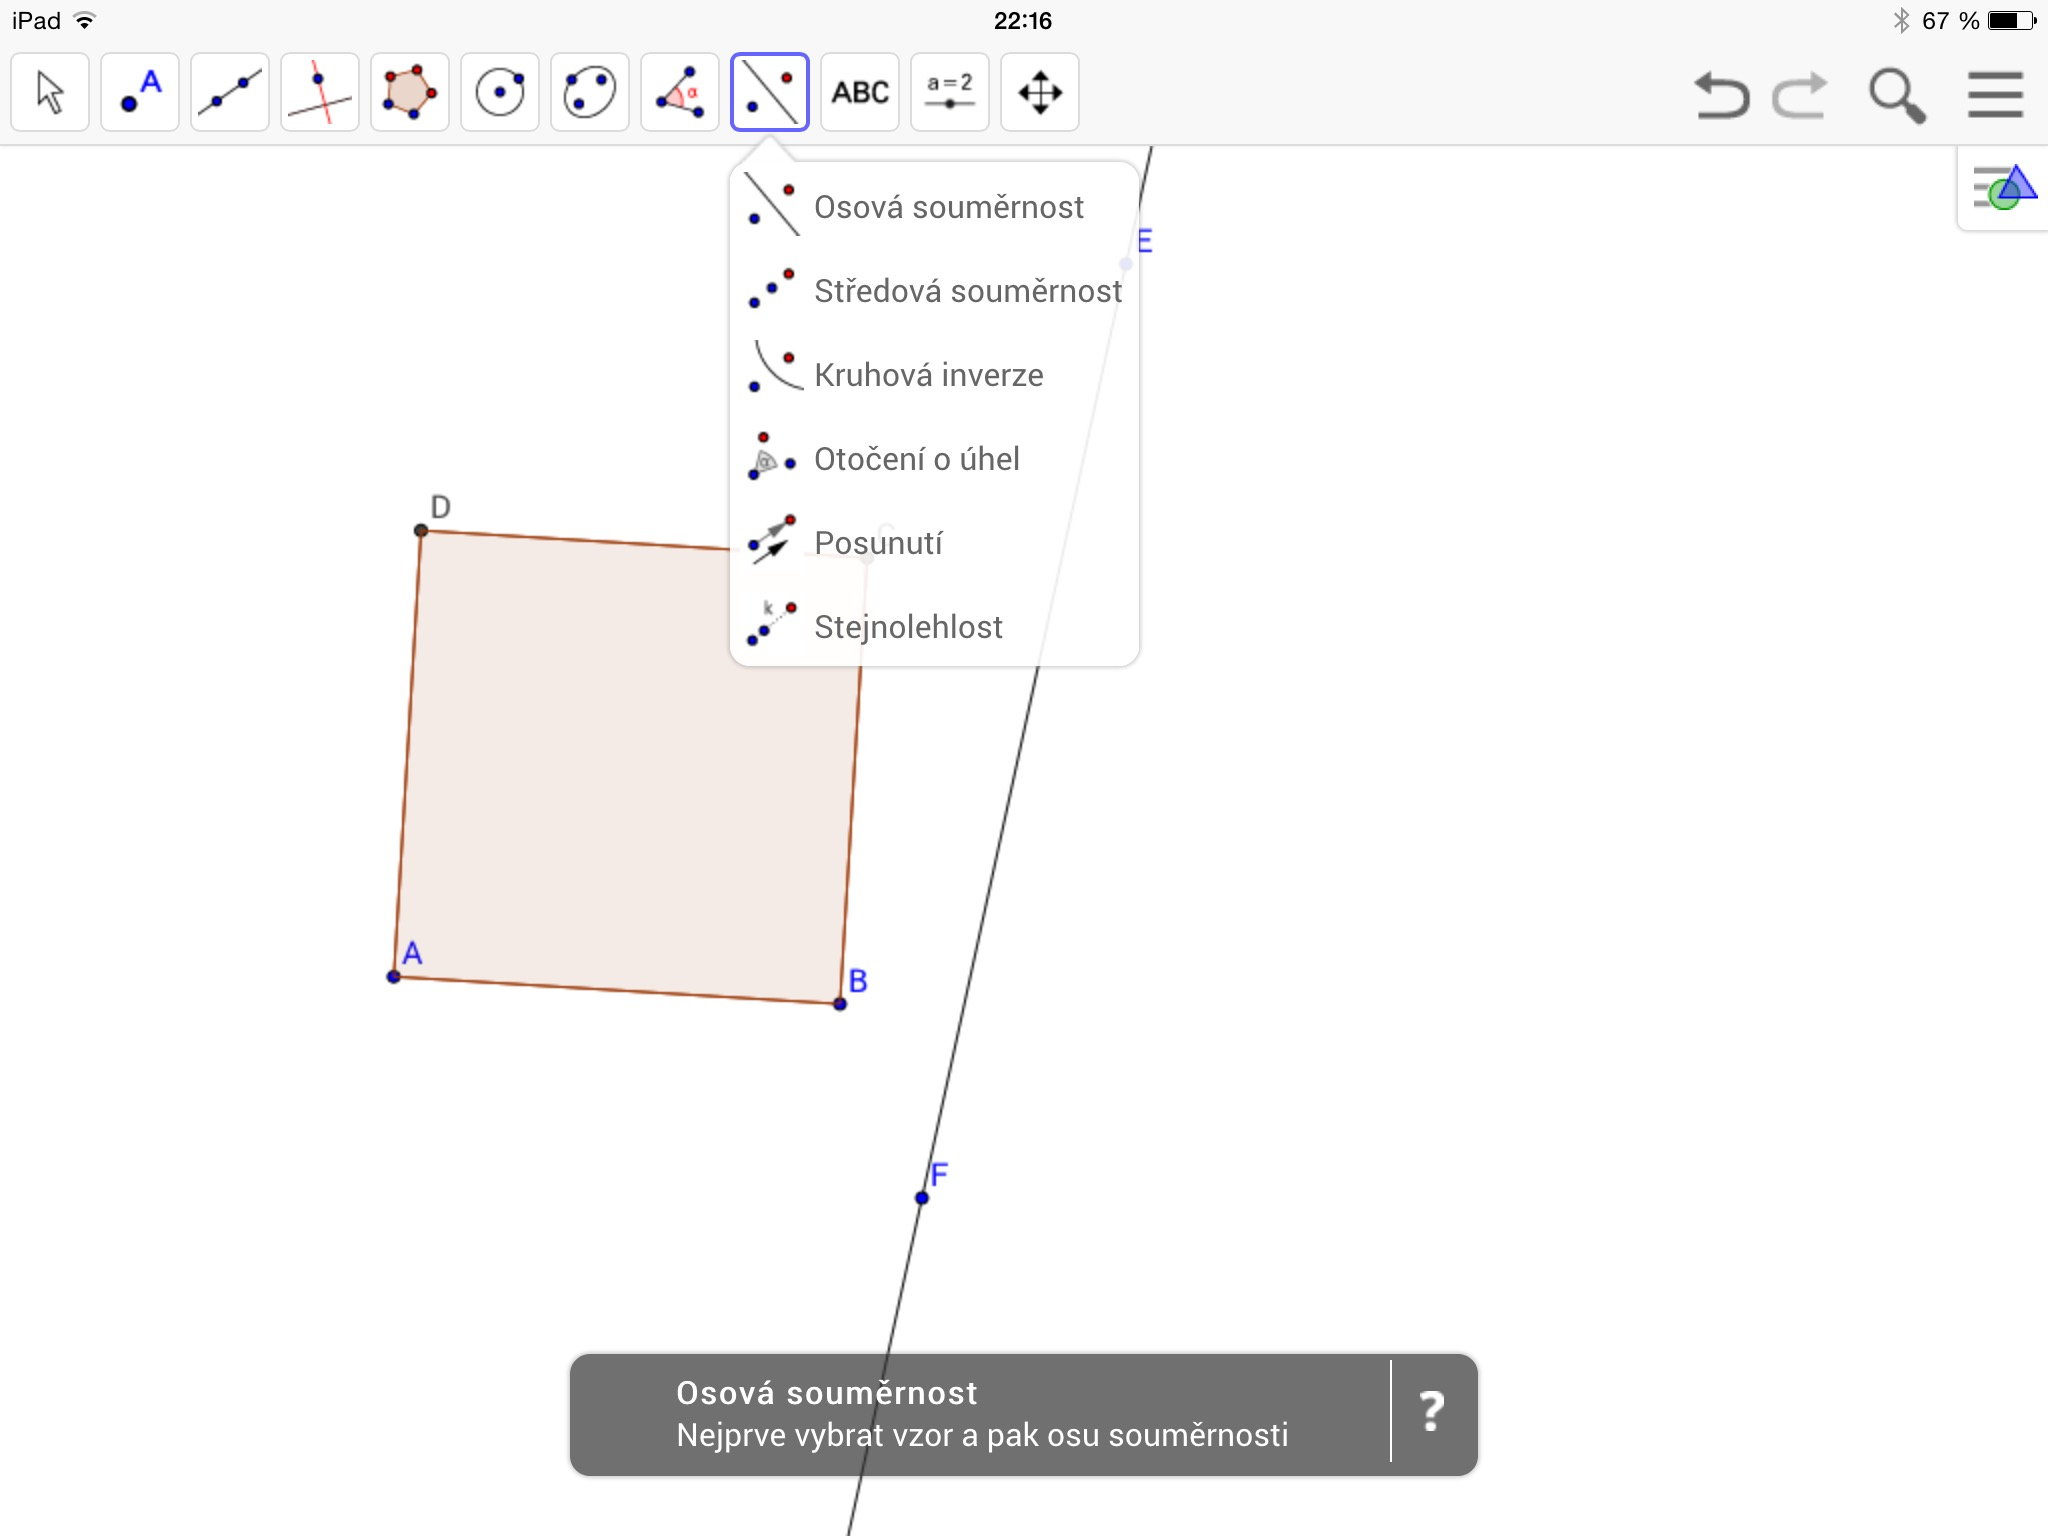 iPad 22:16 67 %
A α ABC a=2
Osová souměrnost
E
Středová souměrnost
Kruhová inverze
α Otočení o úhel
D
Posunutí
k
Stejnolehlost
A
B
F
Osová souměrnost
?
Nejprve vybrat vzor a pak osu souměrnosti